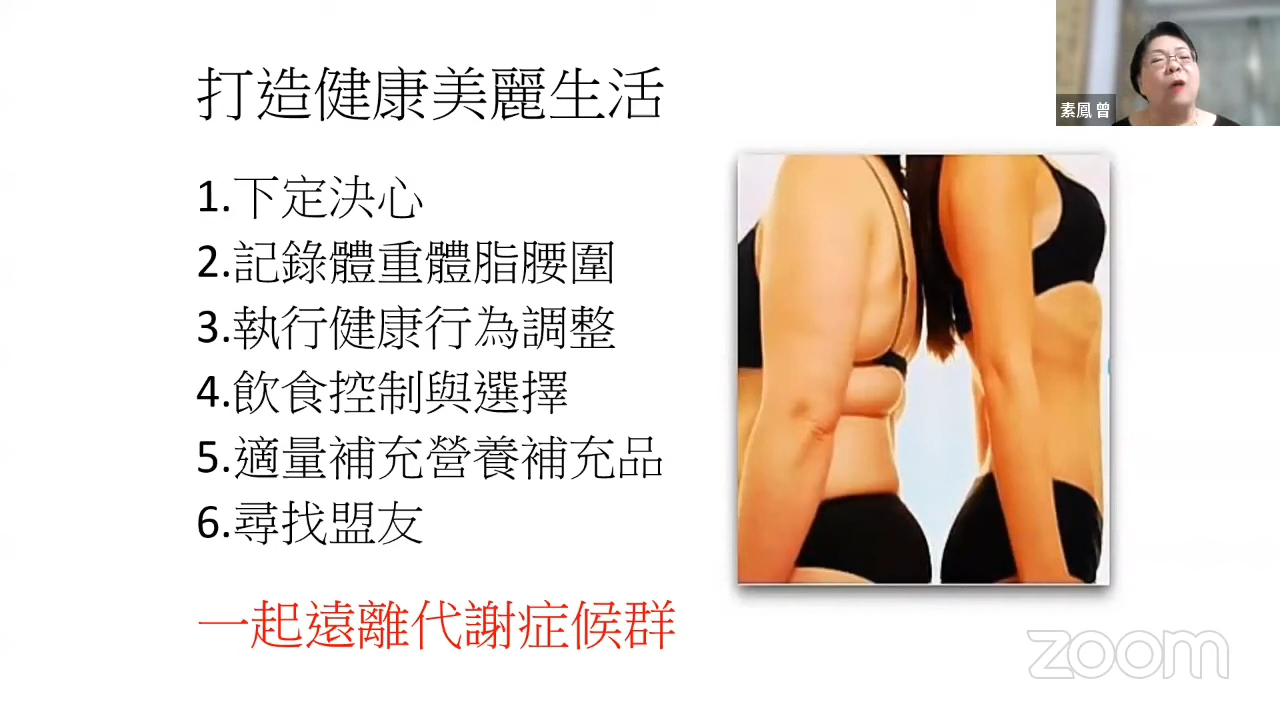 打造健康美麗生活
素鳳 曾
1.下定決心
2.記錄體重體脂腰圍
3.執行健康行為調整
4.飲食控制與選擇
5.適量補充營養補充品
6.尋找盟友
一起遠離代謝症候群
zoom